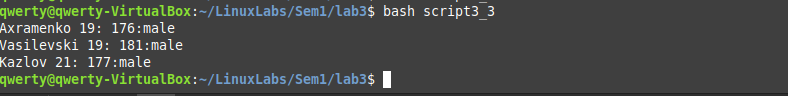 qwerty@qwerty-VirtualBox:~/LinuxLabs/Sem1/lab3$ bash script3_3
Axramenko 19: 176:male
Vasilevski 19: 181:male
Kazlov 21: 177:male
qwerty@qwerty-VirtualBox:~/LinuxLabs/Sem1/lab3$